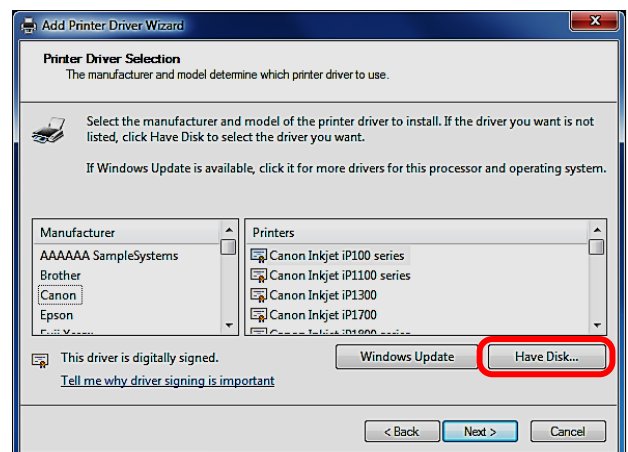 Add Printer Driver Wizard
Printer Driver Selection
The manufacturer and model determine which printer driver to use.
Select the manufacturer and model of the printer driver to install. If the driver you want is not
listed, click Have Disk to select the driver you want.
If Windows Update is available, click it for more drivers for this processor and operating system.
Manufacturer
AAAAAA SampleSystems
Brother
Canon
Epson
Printers
Canon Inkjet iP100 series
Canon Inkjet iP1100 series
Canon Inkjet iP1300
Canon Inkjet iP1700
Canon Inkjet iP1800 series
This driver is digitally signed.
Tell me why driver signing is important
Windows Update
Have Disk...
< Back
Next >
Cancel